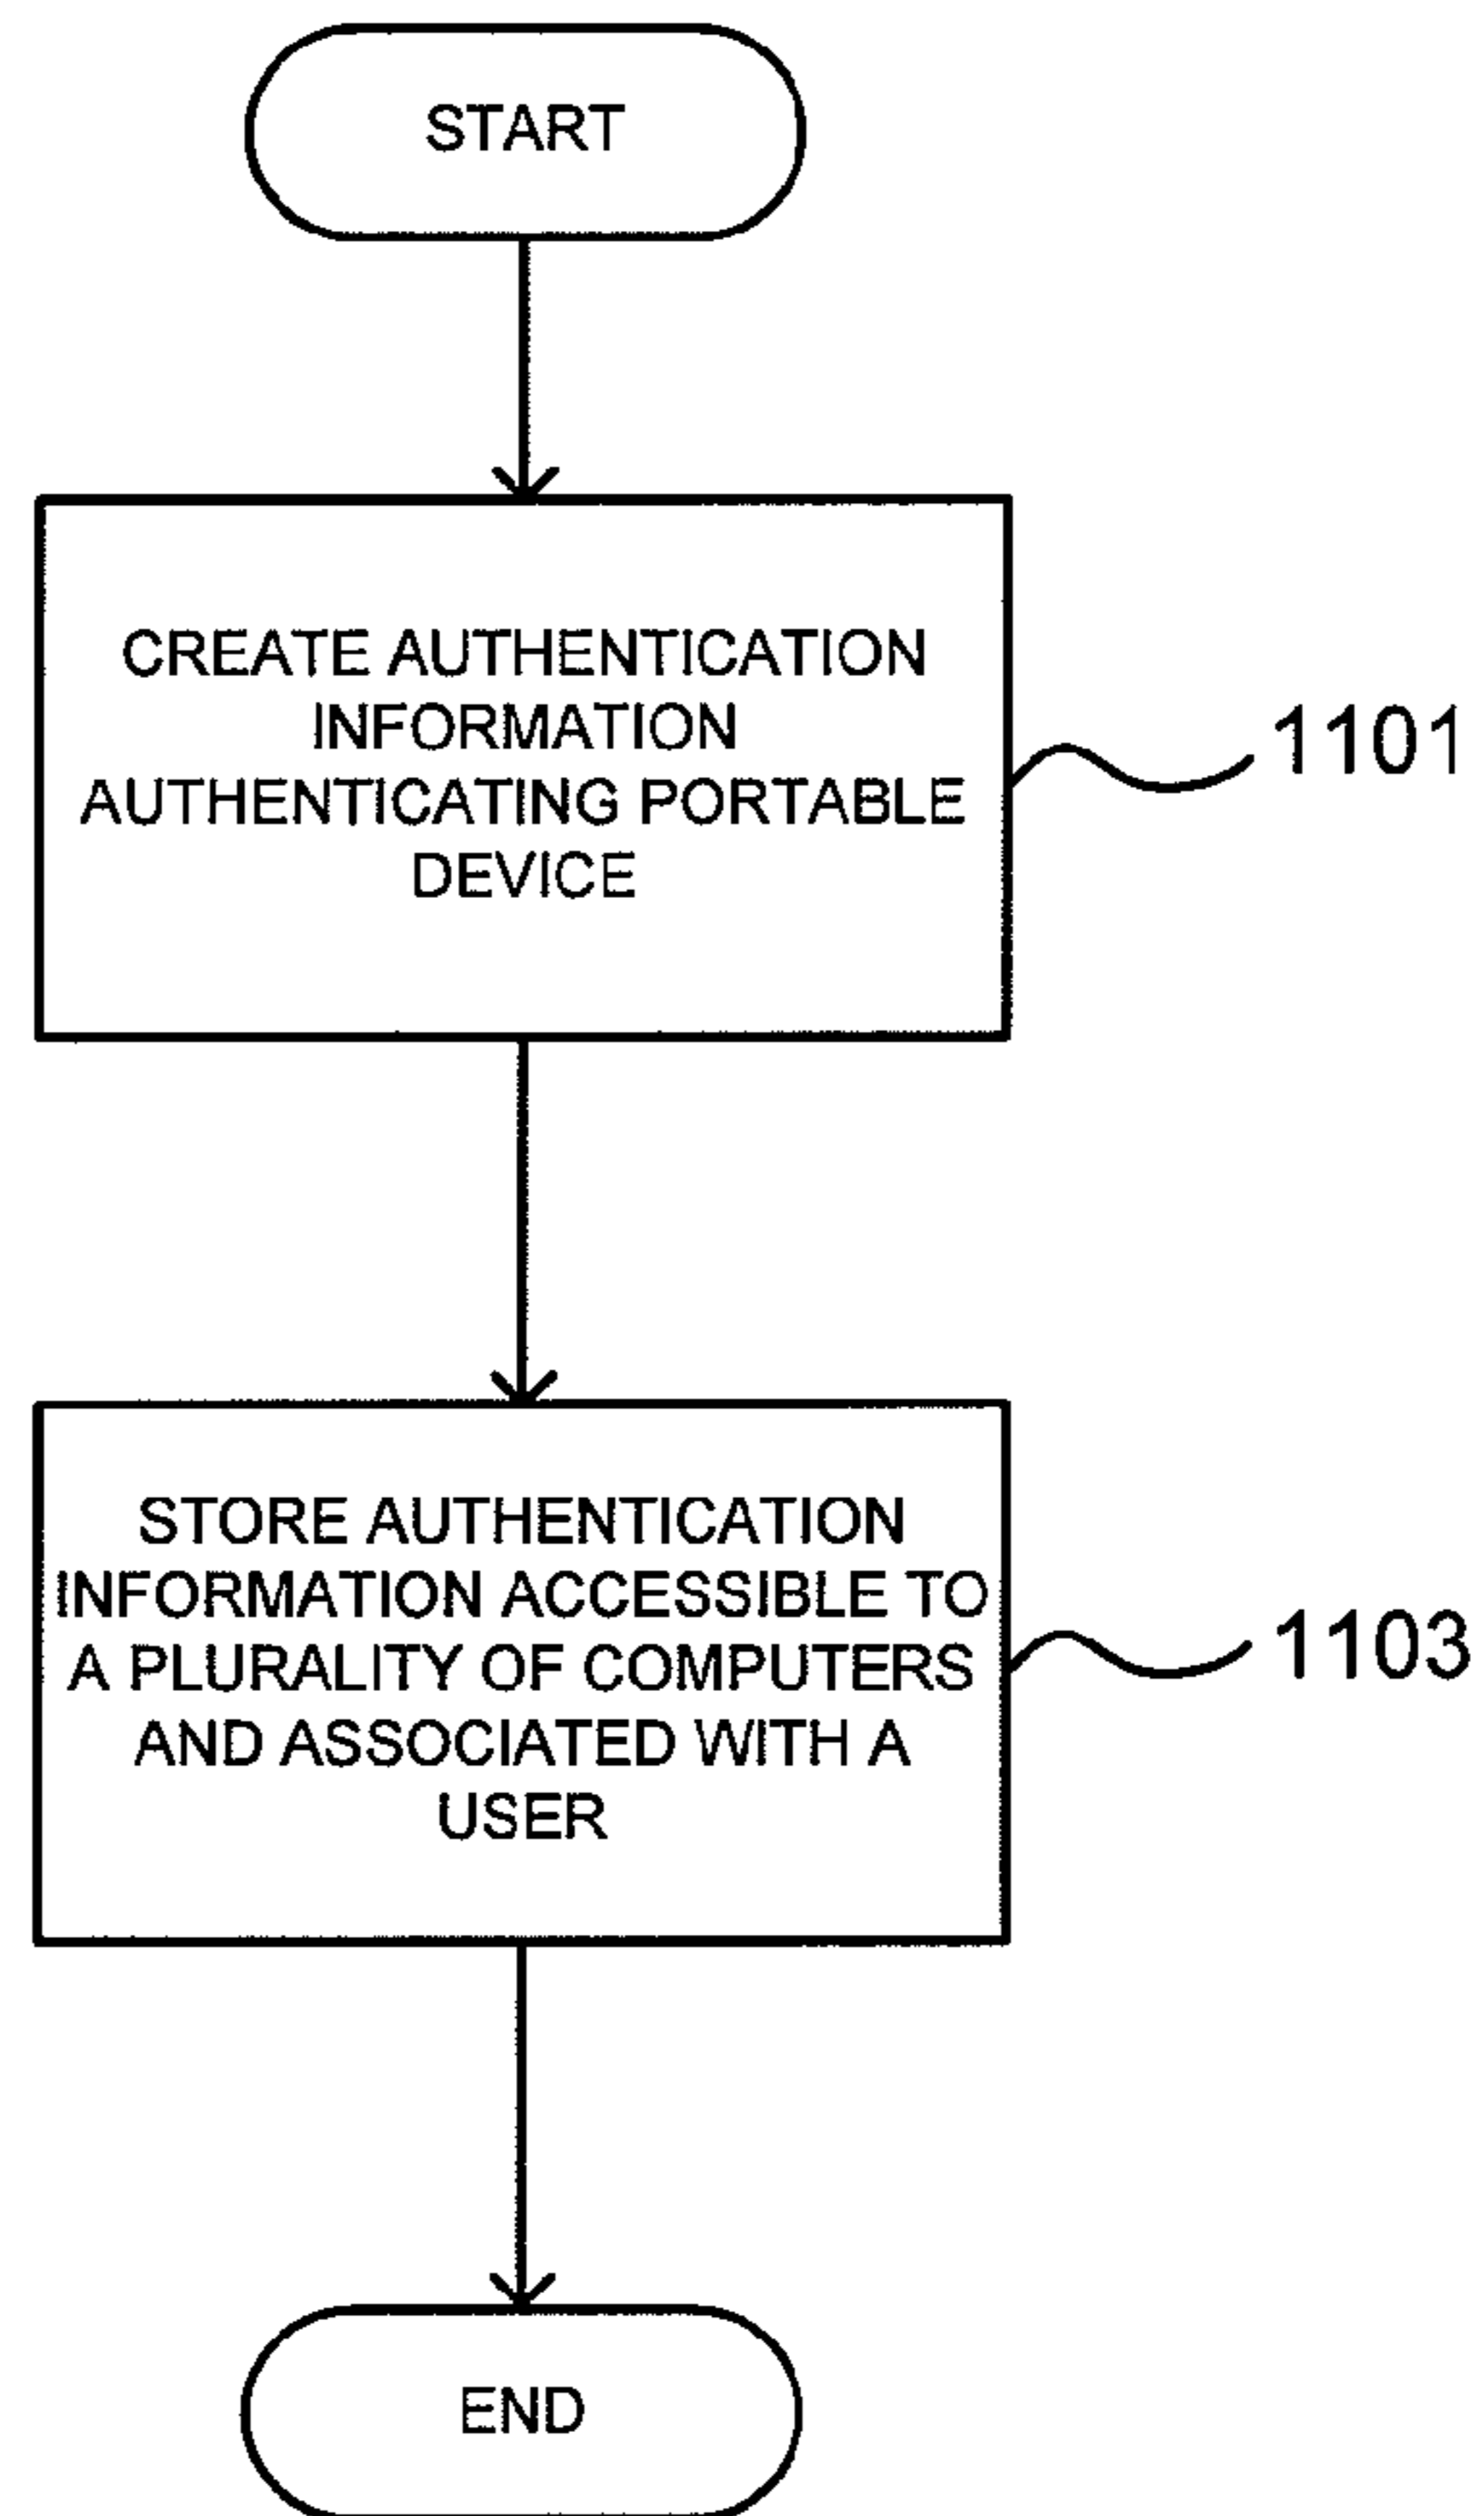 START
CREATE AUTHENTICATION
INFORMATION
AUTHENTICATING PORTABLE
DEVICE
1101
STORE AUTHENTICATION
INFORMATION ACCESSIBLE TO
A PLURALITY OF COMPUTERS
AND ASSOCIATED WITH A
USER
1103
END